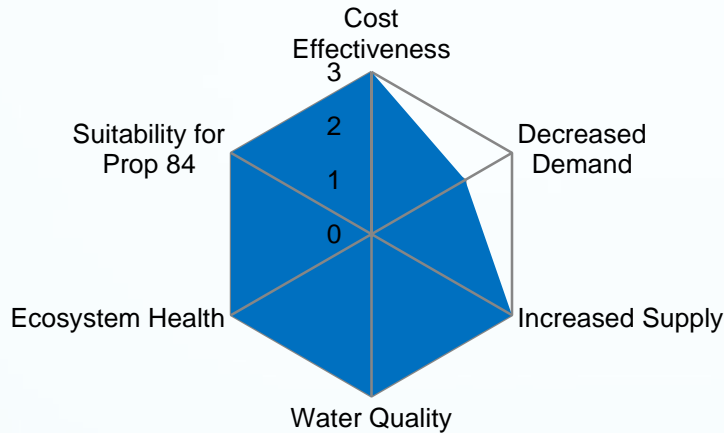 Cost
Effectiveness
3
2
1
0
Decreased
Demand
Increased Supply
Water Quality
Ecosystem Health
Suitability for
Prop 84